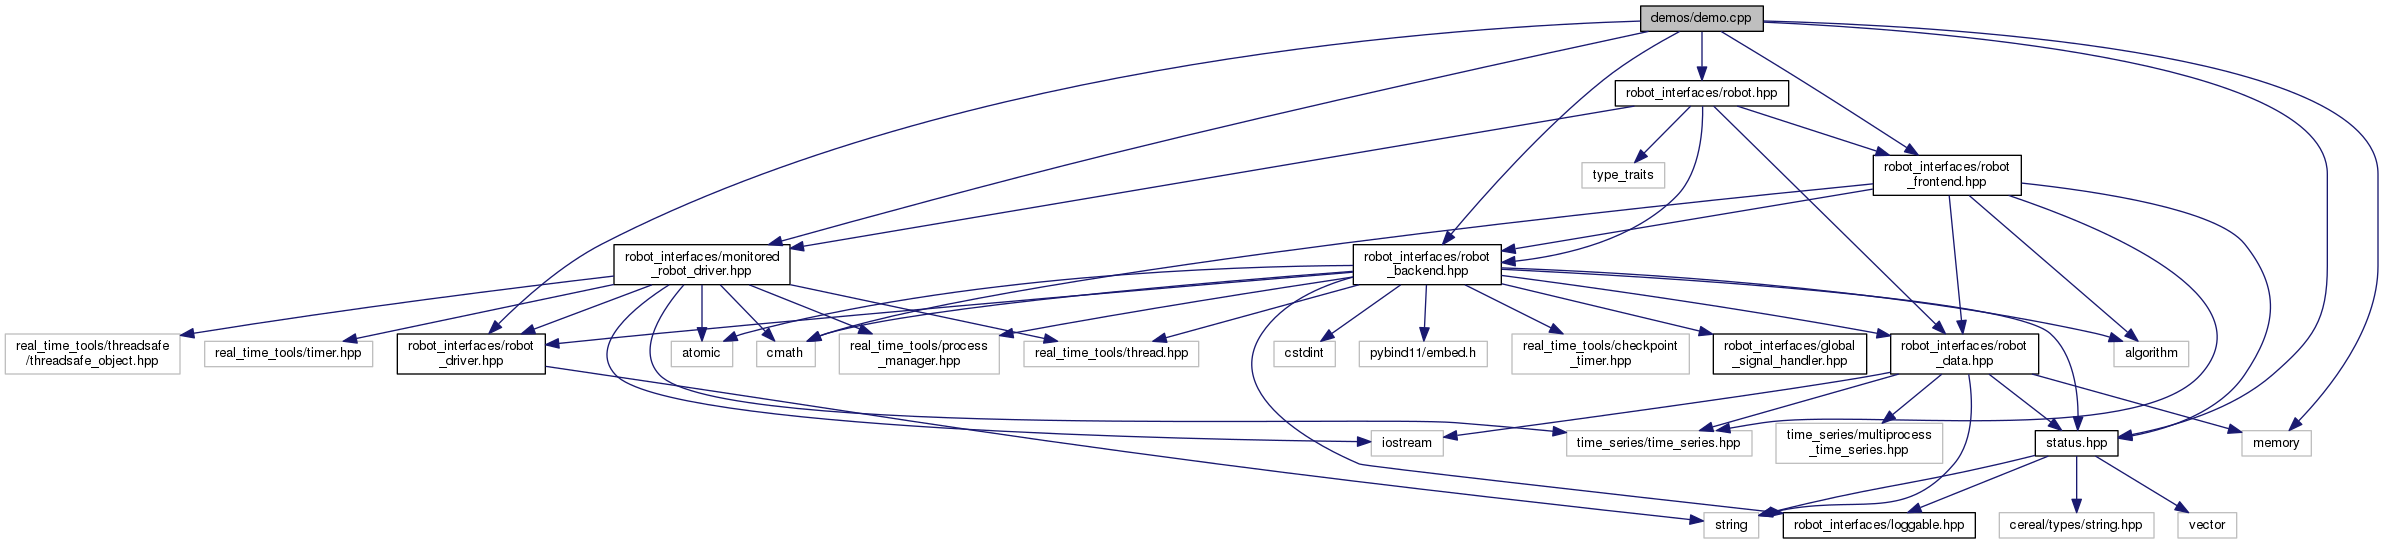 demos/demo.cpp
robot_interfaces/robot.hpp
type_traits
robot_interfaces/robot
_frontend.hpp
robot_interfaces/monitored
_robot_driver.hpp
robot_interfaces/robot
_backend.hpp
real_time_tools/threadsafe
/threadsafe_object.hpp
real_time_tools/timer.hpp
robot_interfaces/robot
_driver.hpp
atomic
cmath
real_time_tools/process
_manager.hpp
real_time_tools/thread.hpp
cstdint
pybind11/embed.h
real_time_tools/checkpoint
_timer.hpp
robot_interfaces/global
_signal_handler.hpp
robot_interfaces/robot
_data.hpp
algorithm
iostream
time_series/time_series.hpp
time_series/multiprocess
_time_series.hpp
status.hpp
memory
string
robot_interfaces/loggable.hpp
cereal/types/string.hpp
vector